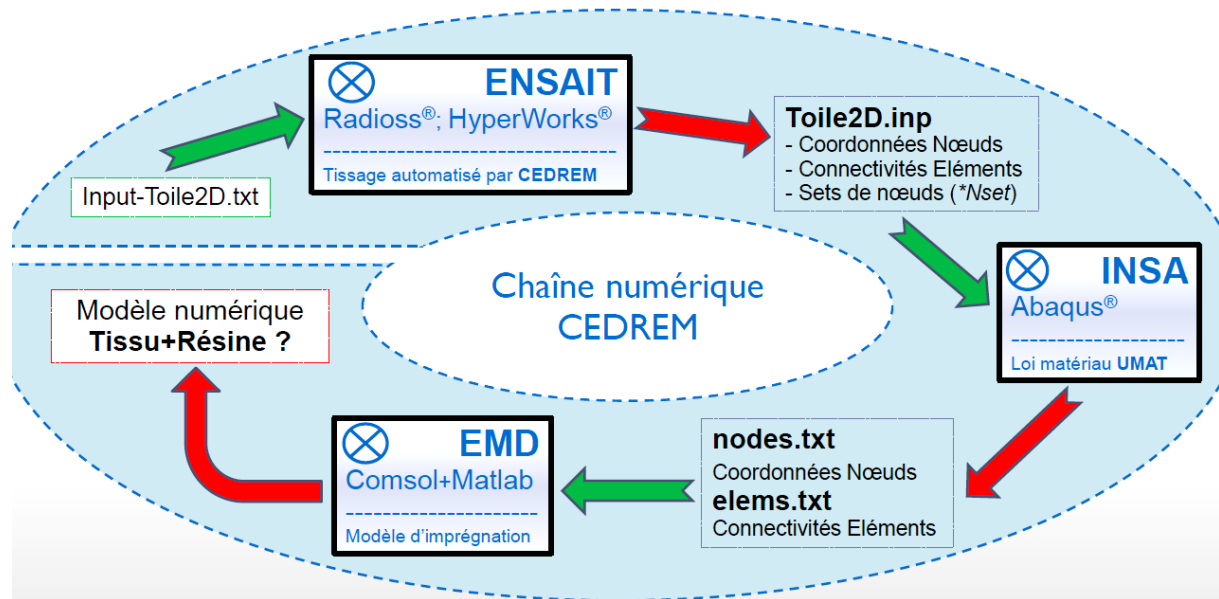 ENSAIT
Radioss®; HyperWorks®
Tissage automatisé par CEDREM
Input-Toile2D.txt
Toile2D.inp
- Coordonnées Nœuds
- Connectivités Eléments
- Sets de nœuds (*Nset)
INSA
Abaqus®
Loi matériau UMAT
Chaîne numérique
CEDREM
Modèle numérique
Tissu+Résine ?
EMD
Comsol+Matlab
Modèle d'imprégnation
nodes.txt
Coordonnées Nœuds
elems.txt
Connectivités Eléments